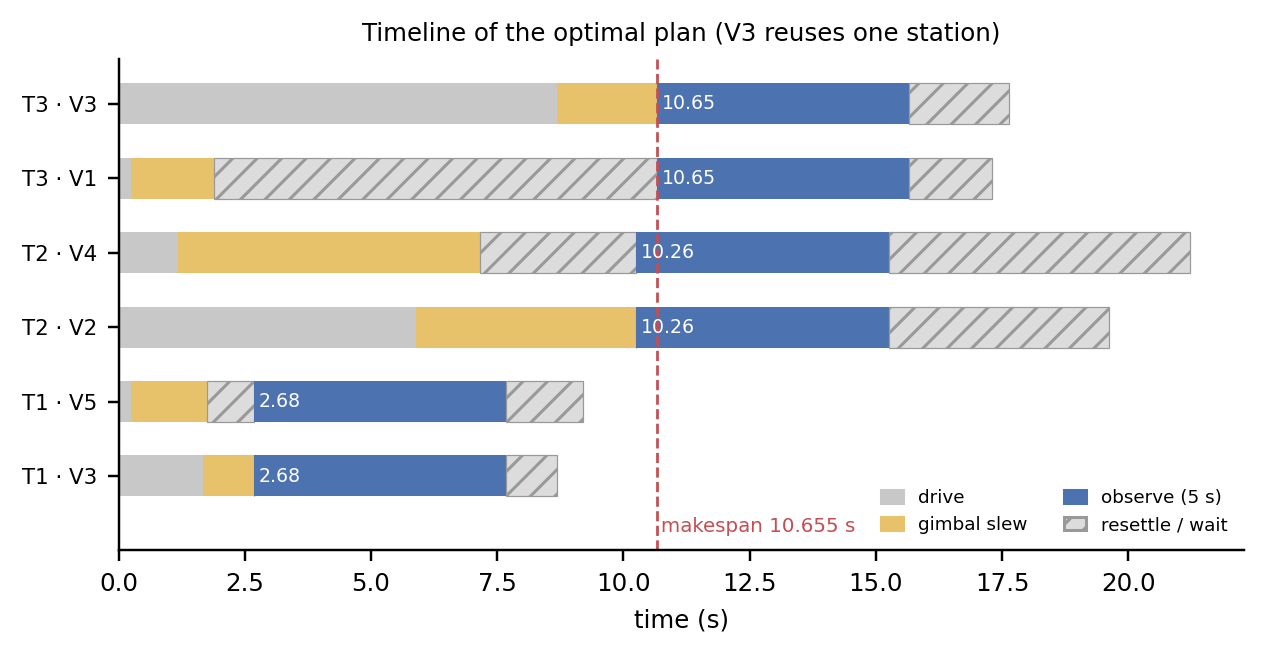 Timeline of the optimal plan (V3 reuses one station)
T3 · V3
10.65
T3 · V1
10.65
T2 · V4
10.26
T2 · V2
10.26
T1 · V5
2.68
T1 · V3
2.68
makespan 10.655 s
drive
observe (5 s)
gimbal slew
resettle / wait
0.0 2.5 5.0 7.5 10.0 12.5 15.0 17.5 20.0
time (s)